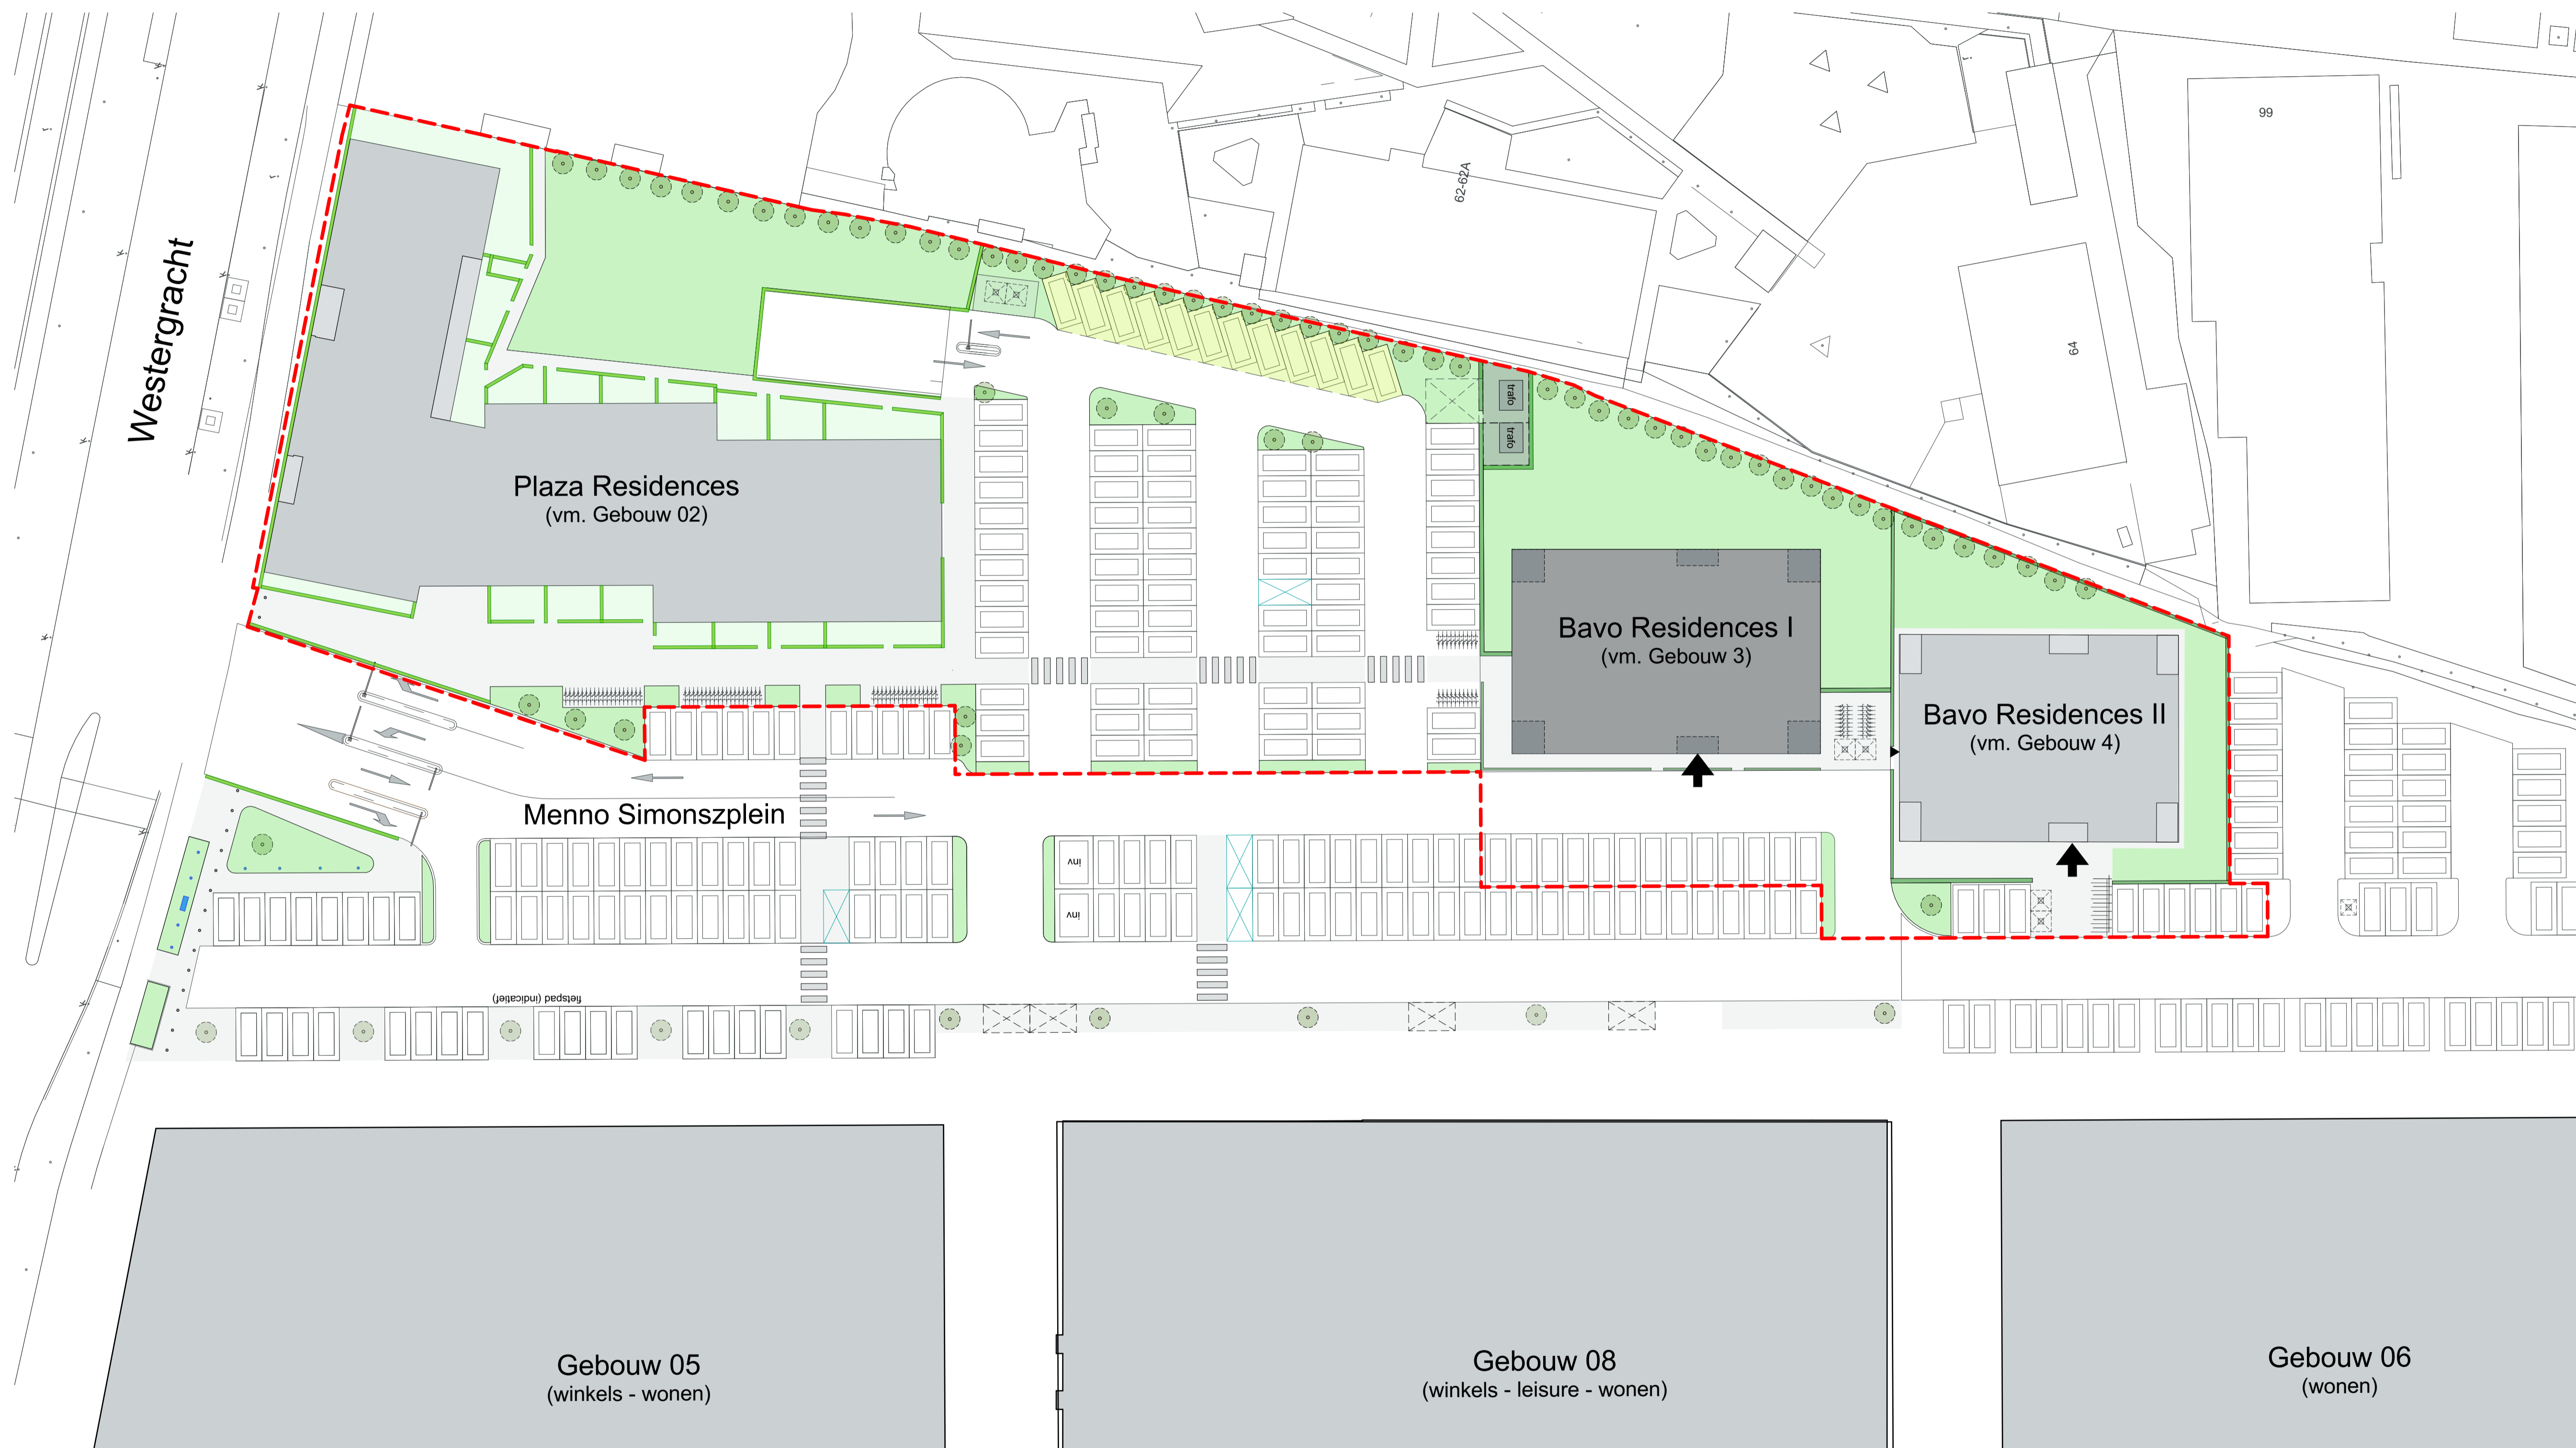 99
62-62A
64
Westergracht
trafo
trafo
Plaza Residences
(vm. Gebouw 02)
Bavo Residences I
(vm. Gebouw 3)
Bavo Residences II
(vm. Gebouw 4)
Menno Simonszplein
inv
inv
fietspad (indicatief)
Gebouw 05
(winkels - wonen)
Gebouw 08
(winkels - leisure - wonen)
Gebouw 06
(wonen)